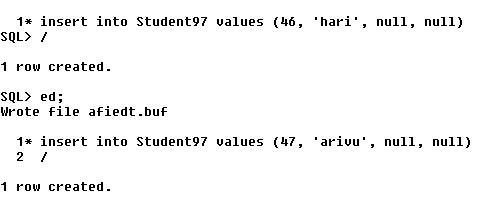 1* insert into Student97 values (46, 'hari', null, null)
SQL> /
1 row created.
SQL> ed;
Wrote file afiedt.buf
1* insert into Student97 values (47, 'arivu', null, null)
2 /
1 row created.